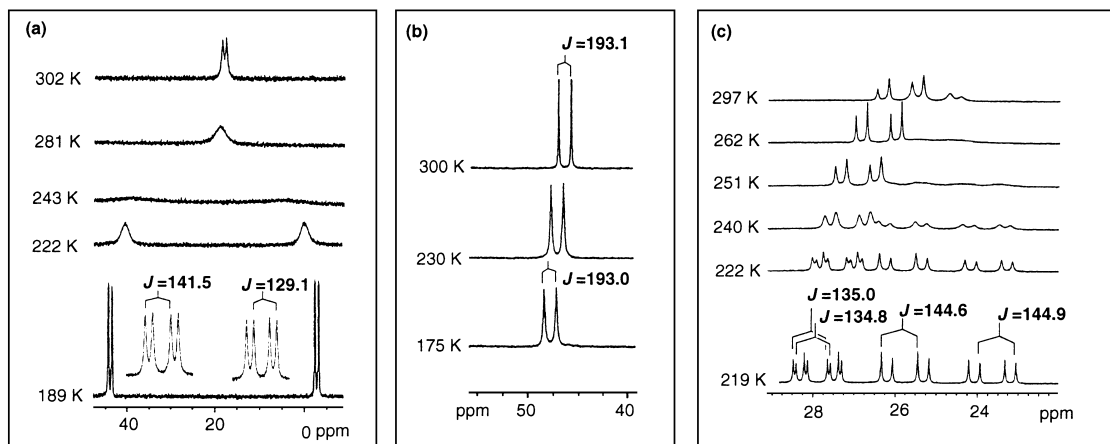 (a)
302 K
281 K
243 K
222 K
J=141.5
J=129.1
189 K
40
20
0 ppm
(b)
J=193.1
300 K
230 K
J=193.0
175 K
ppm
50
40
(c)
297 K
262 K
251 K
240 K
222 K
J=135.0
J=134.8
J=144.6
J=144.9
219 K
28
26
24
ppm